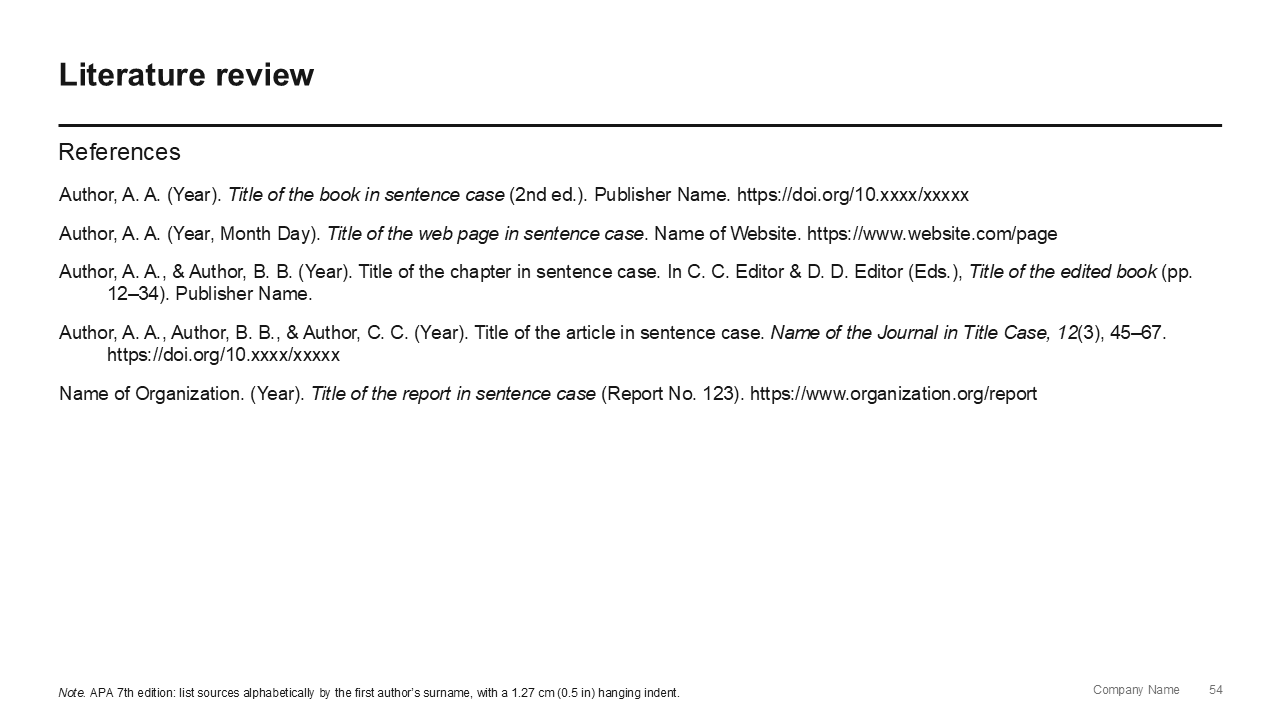 Literature review
References
Author, A. A. (Year). Title of the book in sentence case (2nd ed.). Publisher Name. https://doi.org/10.xxxx/xxxxx
Author, A. A. (Year, Month Day). Title of the web page in sentence case. Name of Website. https://www.website.com/page
Author, A. A., & Author, B. B. (Year). Title of the chapter in sentence case. In C. C. Editor & D. D. Editor (Eds.), Title of the edited book (pp.
12–34). Publisher Name.
Author, A. A., Author, B. B., & Author, C. C. (Year). Title of the article in sentence case. Name of the Journal in Title Case, 12(3), 45–67.
https://doi.org/10.xxxx/xxxxx
Name of Organization. (Year). Title of the report in sentence case (Report No. 123). https://www.organization.org/report
Note. APA 7th edition: list sources alphabetically by the first author’s surname, with a 1.27 cm (0.5 in) hanging indent.
Company Name 54